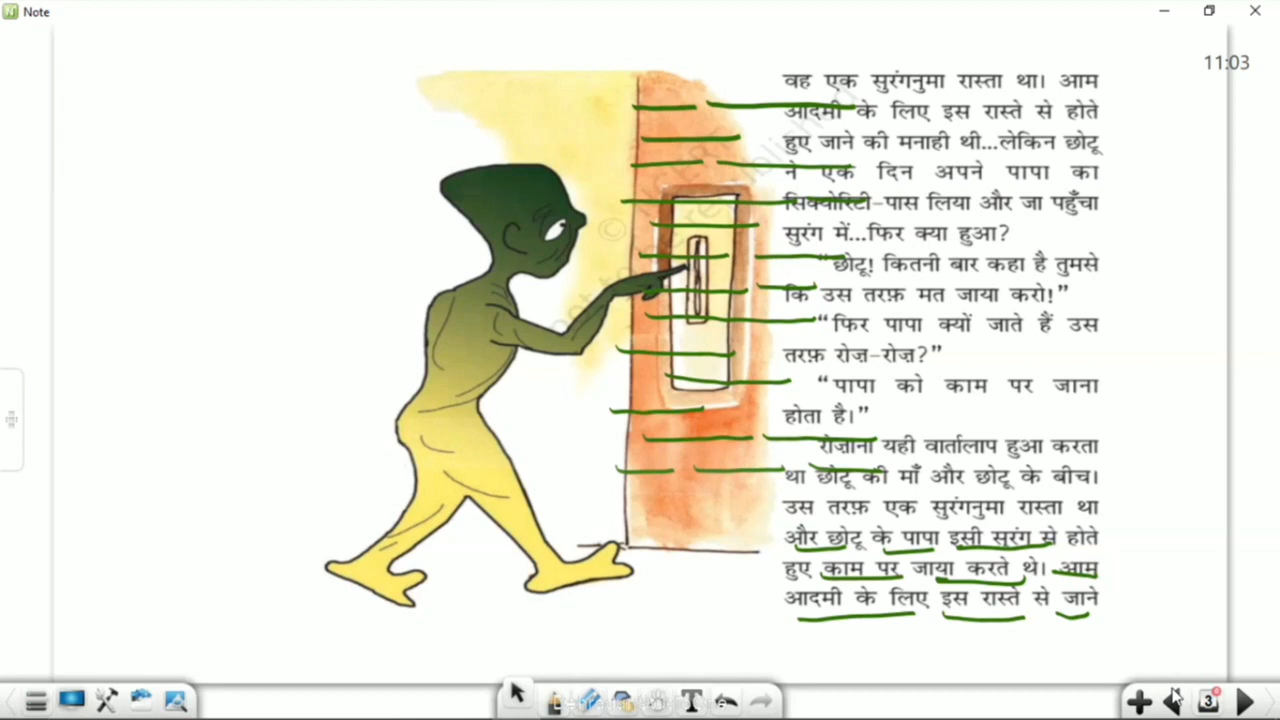 Note
11:03
वह एक सुरंगनुमा रास्ता था। आम
आदमी के लिए इस रास्ते से होते
हुए जाने की मनाही थी...लेकिन छोटू
ने एक दिन अपने पापा का
सिक्योरिटी-पास लिया और जा पहुँचा
सुरंग में...फिर क्या हुआ?
“छोटू! कितनी बार कहा है तुमसे
कि उस तरफ़ मत जाया करो!”
“फिर पापा क्यों जाते हैं उस
तरफ़ रोज़-रोज़?”
“पापा को काम पर जाना
होता है।”
रोज़ाना यही वार्तालाप हुआ करता
था छोटू की माँ और छोटू के बीच।
उस तरफ़ एक सुरंगनुमा रास्ता था
और छोटू के पापा इसी सुरंग से होते
हुए काम पर जाया करते थे। आम
आदमी के लिए इस रास्ते से जाने
3